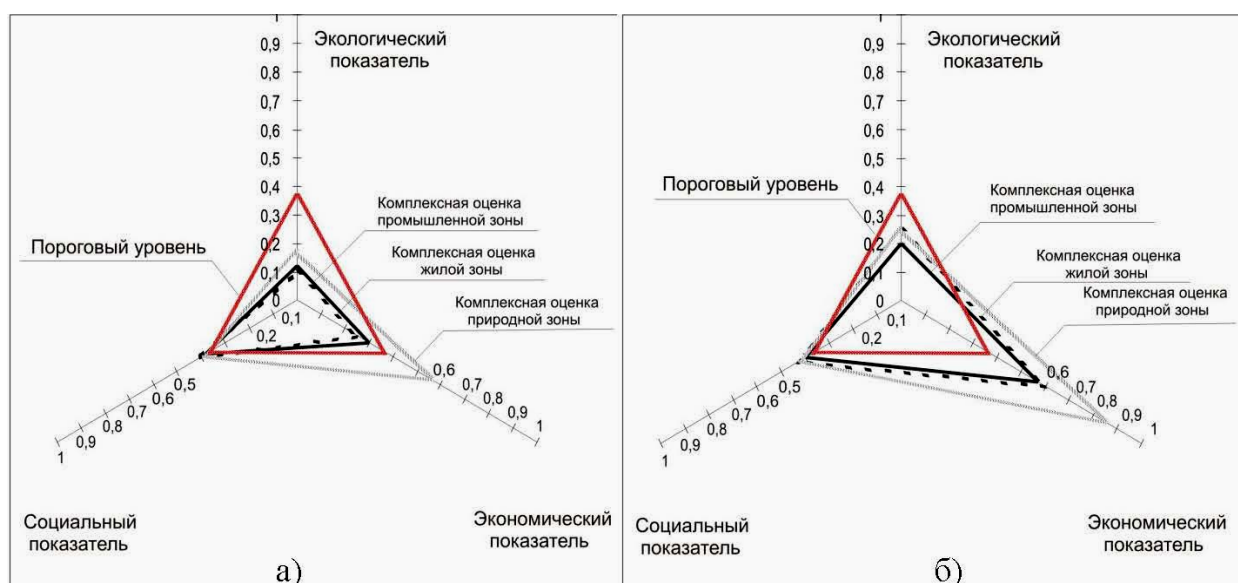 1
0,9
0,8
0,7
0,6
0,5
0,4
0,3
0,2
0,1
0
Экологический
показатель
Пороговый уровень
Комплексная оценка
промышленной зоны
Комплексная оценка
жилой зоны
Комплексная оценка
природной зоны
0,1
0,2
0,5
0,6
0,7
0,8
0,9
1
0,6
0,7
0,8
0,9
1
Социальный
показатель
Экономический
показатель
а)
0,9
0,8
0,7
0,6
0,5
0,4
0,3
0,2
0,1
0
Экологический
показатель
Пороговый уровень
Комплексная оценка
промышленной зоны
Комплексная оценка
жилой зоны
Комплексная оценка
природной зоны
0,1
0,2
0,5
0,6
0,7
0,8
0,9
1
0,6
0,7
0,8
0,9
1
Социальный
показатель
Экономический
показатель
б)